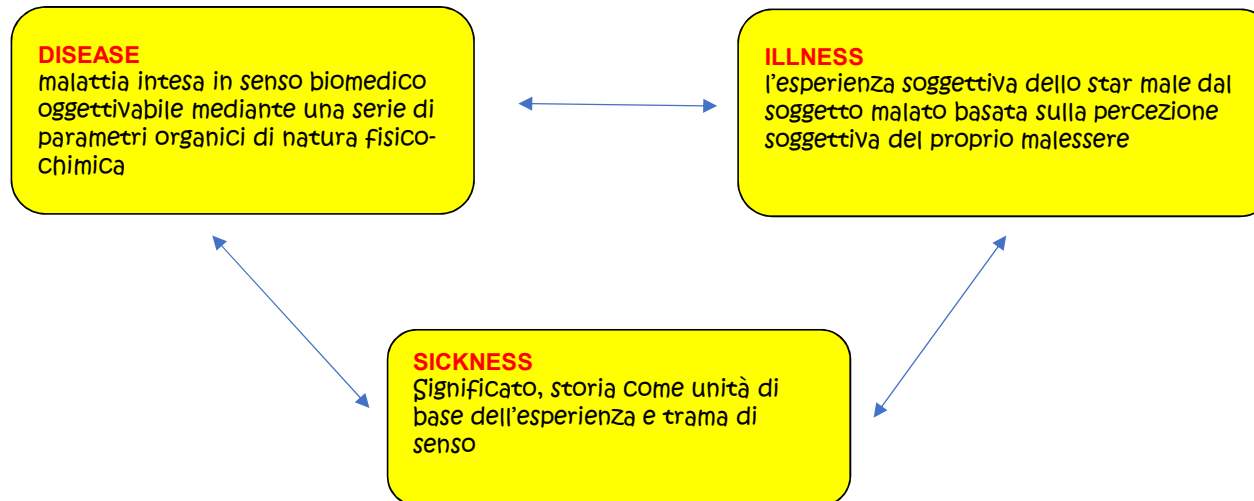 DISEASE
malattia intesa in senso biomedico
oggettivabile mediante una serie di
parametri organici di natura fisico-
chimica
ILLNESS
l'esperienza soggettiva dello star male dal
soggetto malato basata sulla percezione
soggettiva del proprio malessere
SICKNESS
Significato, storia come unità di
base dell'esperienza e trama di
senso